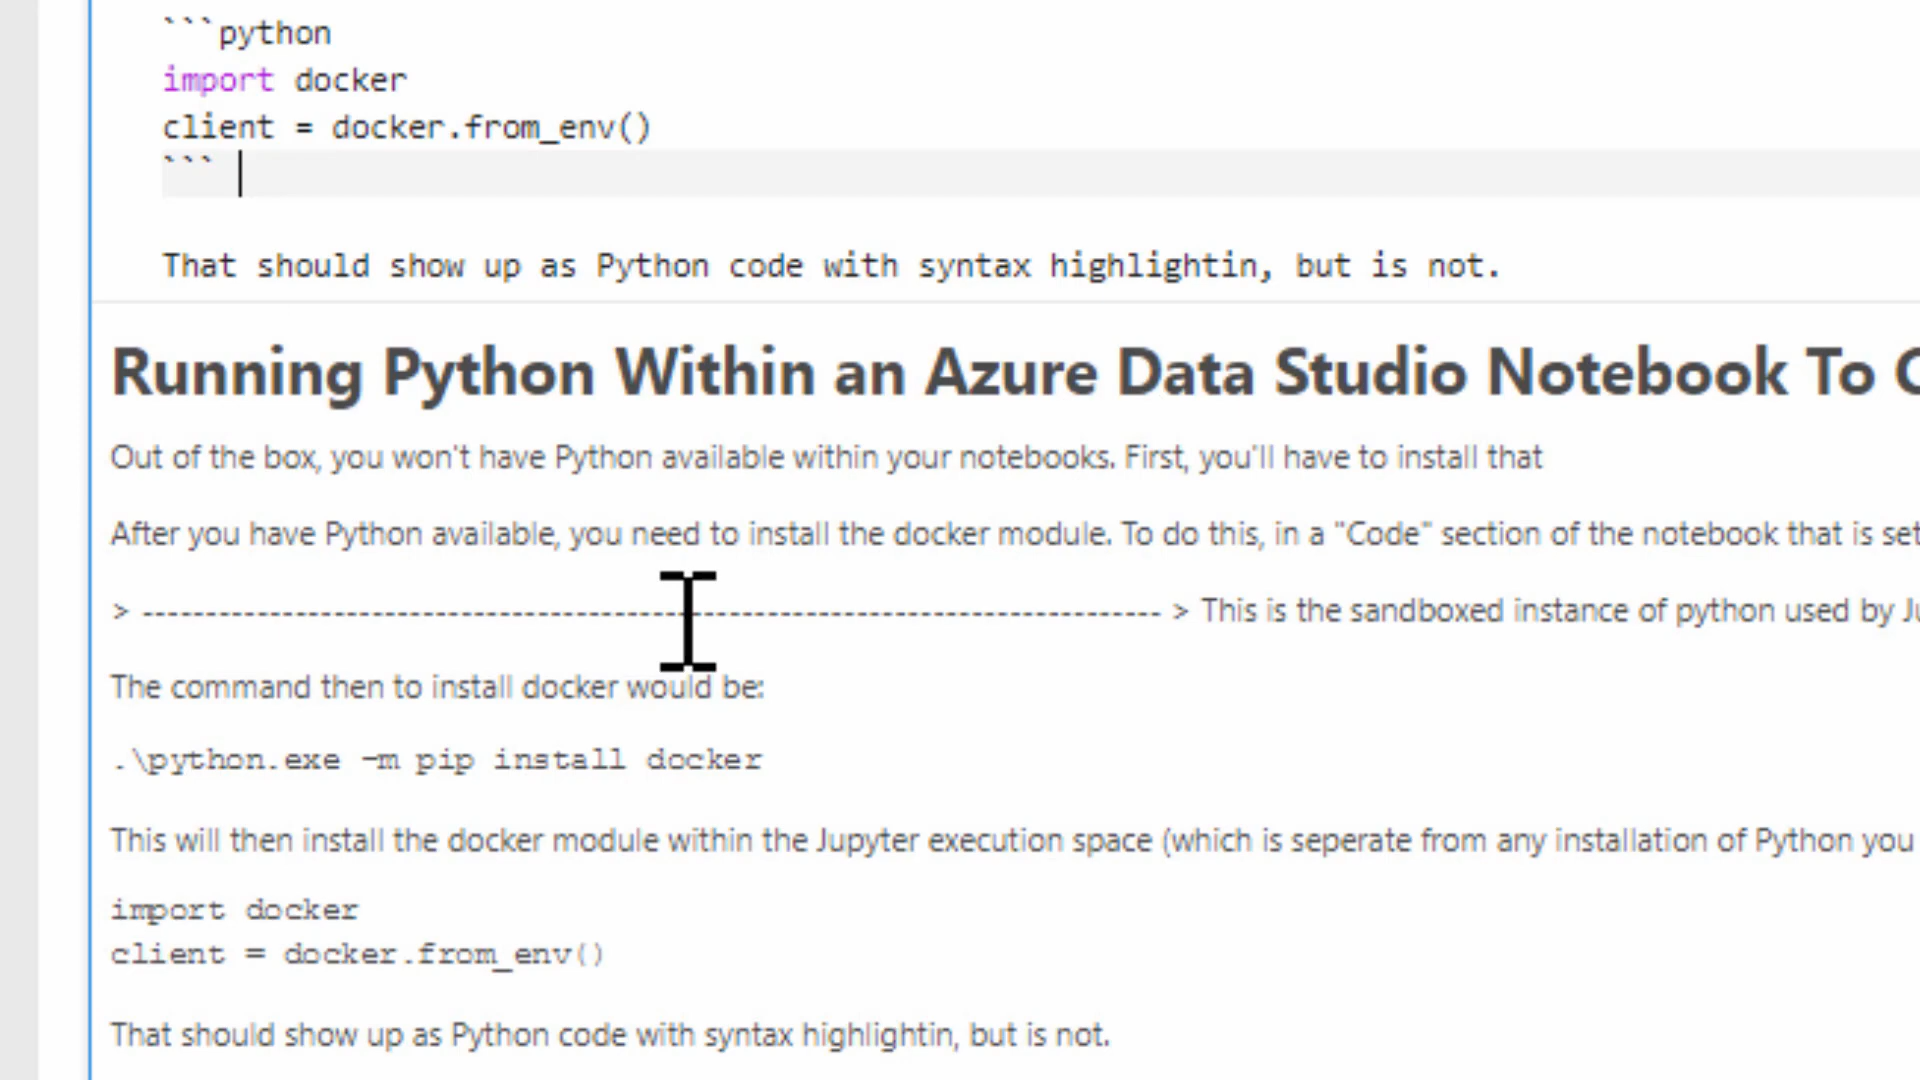 ```python
import docker
client = docker.from_env()
```
That should show up as Python code with syntax highlightin, but is not.
Running Python Within an Azure Data Studio Notebook To
Out of the box, you won't have Python available within your notebooks. First, you'll have to install that
After you have Python available, you need to install the docker module. To do this, in a "Code" section of the notebook that is set
> --------------------------------------------------------------------------------- > This is the sandboxed instance of python used by Ju
The command then to install docker would be:
.\python.exe -m pip install docker
This will then install the docker module within the Jupyter execution space (which is seperate from any installation of Python you
import docker
client = docker.from_env()
That should show up as Python code with syntax highlightin, but is not.